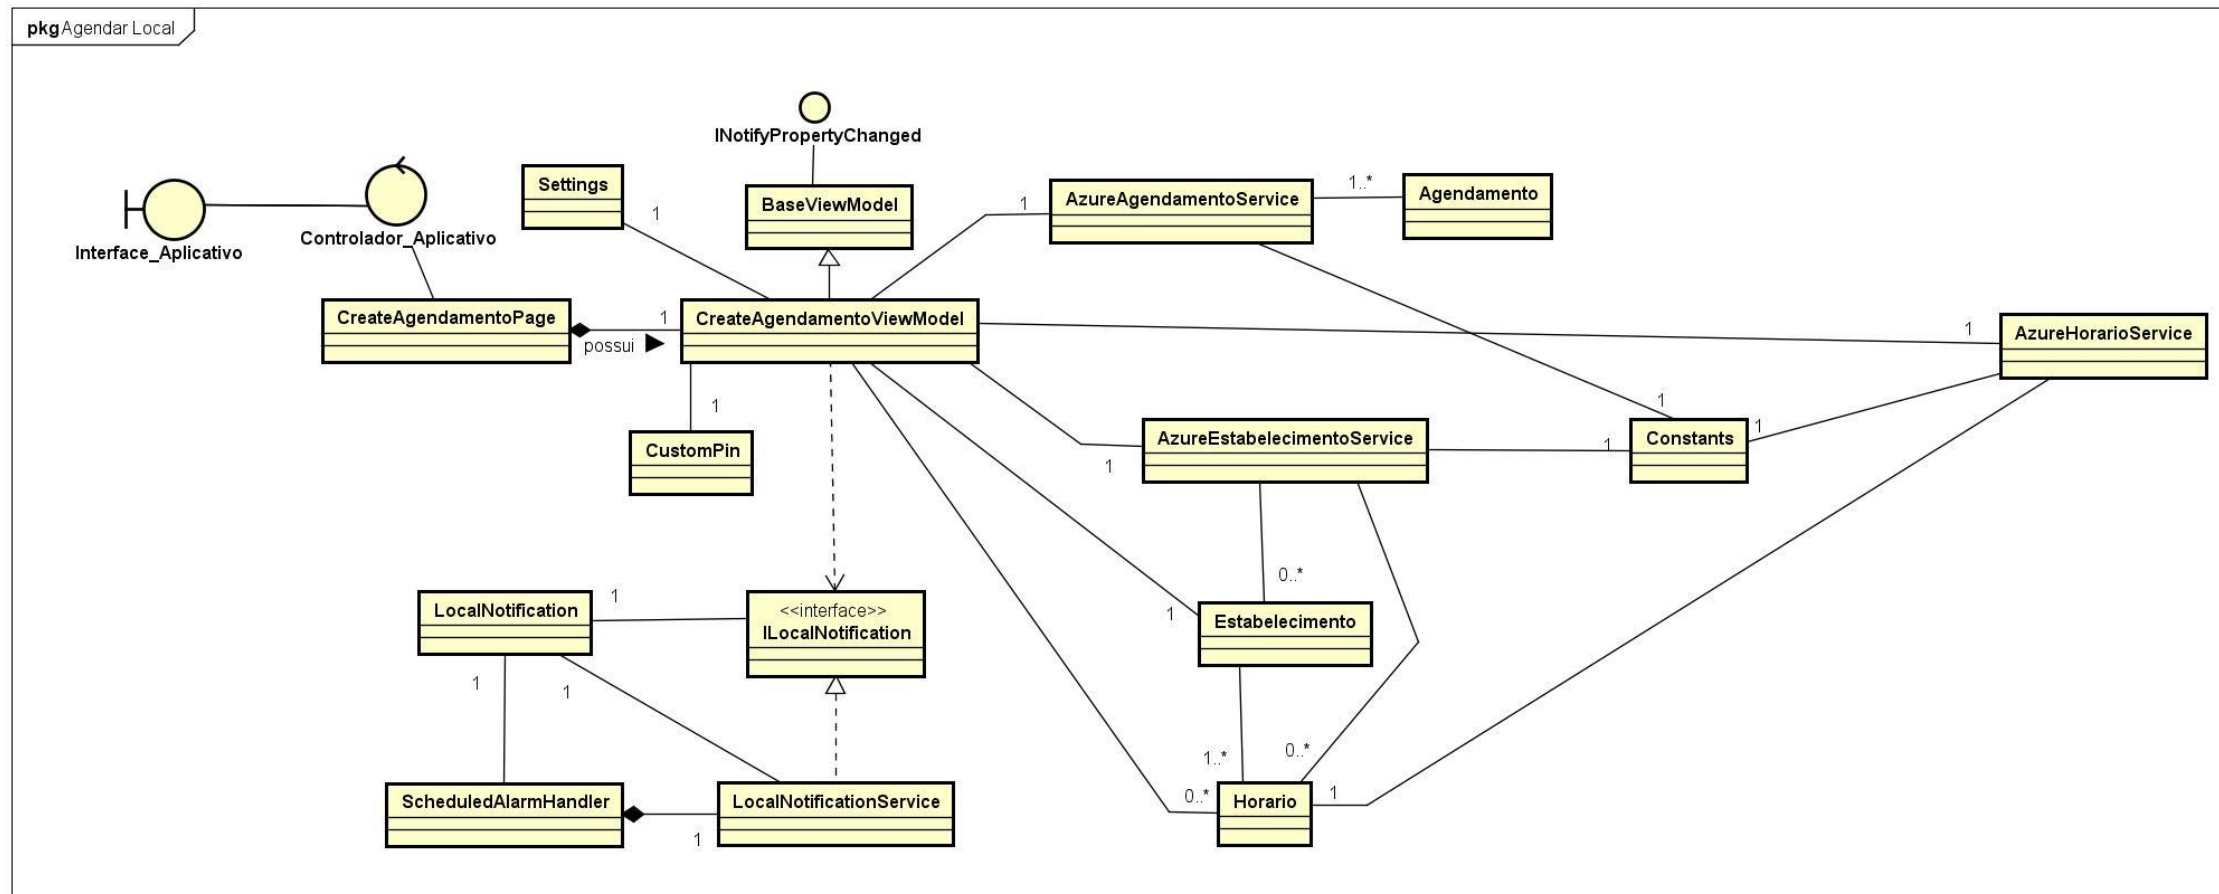 pkg Agendar Local
INotifyPropertyChanged
Interface_Aplicativo
Controlador_Aplicativo
Settings
1
BaseViewModel
1
AzureAgendamentoService
1..*
Agendamento
CreateAgendamentoPage
possui
1
CreateAgendamentoViewModel
1
AzureHorarioService
1
CustomPin
1
AzureEstabelecimentoService
1
1
1
Constants
0..*
LocalNotification
1
<<interface>>
ILocalNotification
1
Estabelecimento
1
1
1..*
0..*
0..*
1
ScheduledAlarmHandler
1
LocalNotificationService
Horario